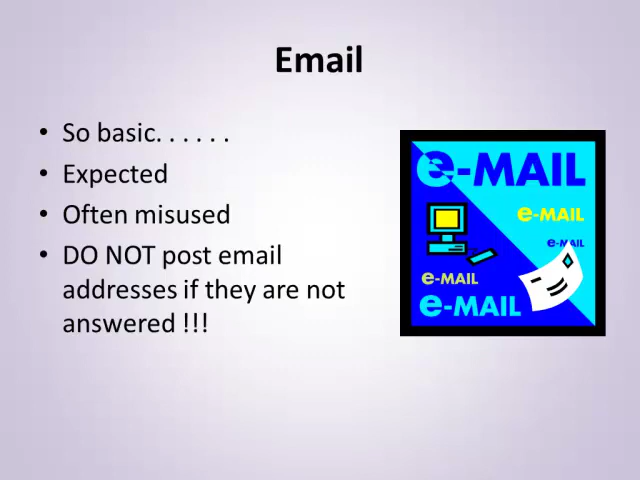 Email
• So basic. . . . . .
• Expected
• Often misused
• DO NOT post email
addresses if they are not
answered !!!
e-MAIL
e-MAIL
e-MAIL
e-MAIL
e-MAIL